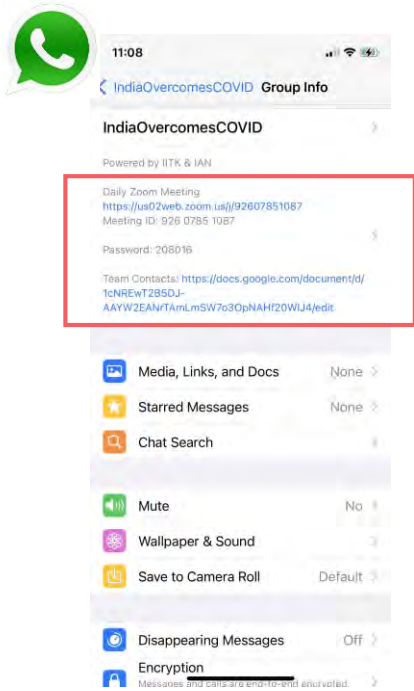 11:08
IndiaOvercomesCOVID Group Info
IndiaOvercomesCOVID
Powered by IITK & IAN
Daily Zoom Meeting
https://us02web.zoom.us/j/92607851087
Meeting ID: 926 0785 1087
Password: 208016
Team Contacts: https://docs.google.com/document/d/
1cNREwT2B5DJ-
AAYW2EANrTAmLmSW7o3OpNAHf20WIJ4/edit
Media, Links, and Docs None
Starred Messages None
Chat Search
Mute No
Wallpaper & Sound
Save to Camera Roll Default
Disappearing Messages Off
Encryption
Messages and calls are end-to-end encrypted.